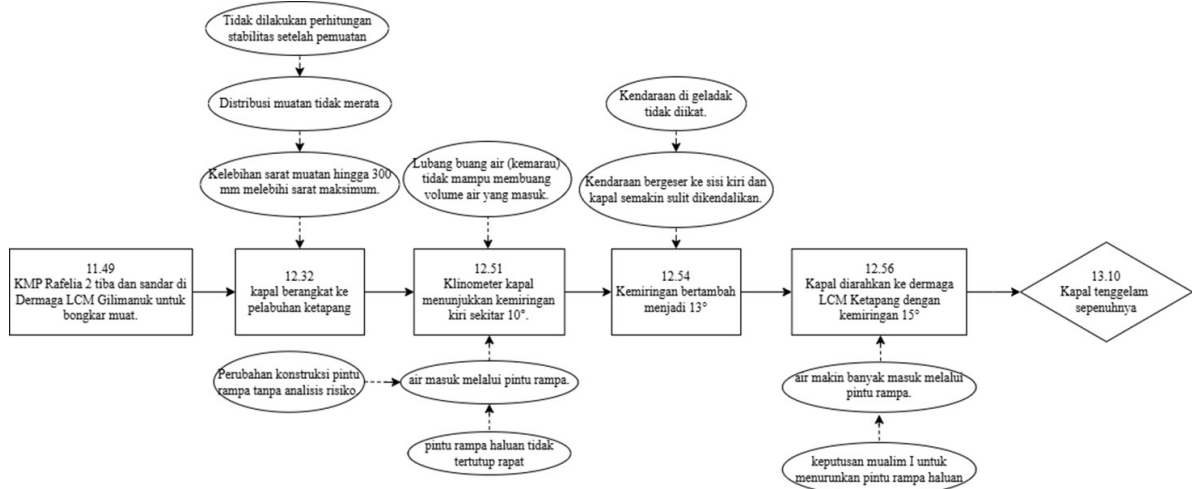 Tidak dilakukan perhitungan
stabilitas setelah pemuatan
Distribusi muatan tidak merata
Kelebihan sarat muatan hingga 300
mm melebihi sarat maksimum.
Lubang buang air (kemarau)
tidak mampu membuang
volume air yang masuk.
Kendaraan di geladak
tidak diikat.
Kendaraan bergeser ke sisi kiri dan
kapal semakin sulit dikendalikan.
11.49
KMP Rafelia 2 tiba dan sandar di
Dermaga LCM Gilimanuk untuk
bongkar muat.
12.32
kapal berangkat ke
pelabuhan ketapang
12.51
Klinometer kapal
menunjukkan kemiringan
kiri sekitar 10°.
12.54
Kemiringan bertambah
menjadi 13°
12.56
Kapal diarahkan ke dermaga
LCM Ketapang dengan
kemiringan 15°
13.10
Kapal tenggelam
sepenuhnya
Perubahan konstruksi pintu
rampa tanpa analisis risiko.
air masuk melalui pintu rampa.
pintu rampa haluan tidak
tertutup rapat
air makin banyak masuk melalui
pintu rampa.
keputusan mualim I untuk
menurunkan pintu rampa haluan